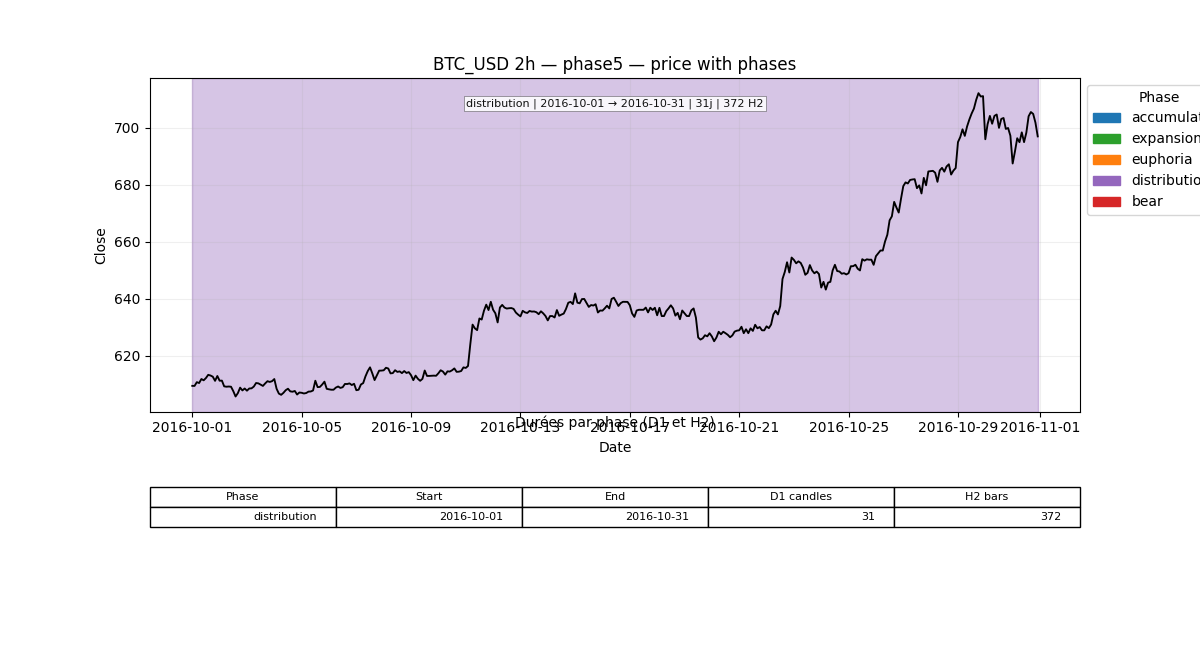 BTC_USD 2h — phase5 — price with phases
distribution | 2016-10-01 → 2016-10-31 | 31j | 372 H2
Phase
accumulat
expansion
euphoria
distributio
bear
Close
700
680
660
640
620
2016-10-01 2016-10-05 2016-10-09 2016-10-13 2016-10-17 2016-10-21 2016-10-25 2016-10-29 2016-11-01
Durées par phase (D1 et H2)
Date
Phase Start End D1 candles H2 bars
distribution 2016-10-01 2016-10-31 31 372